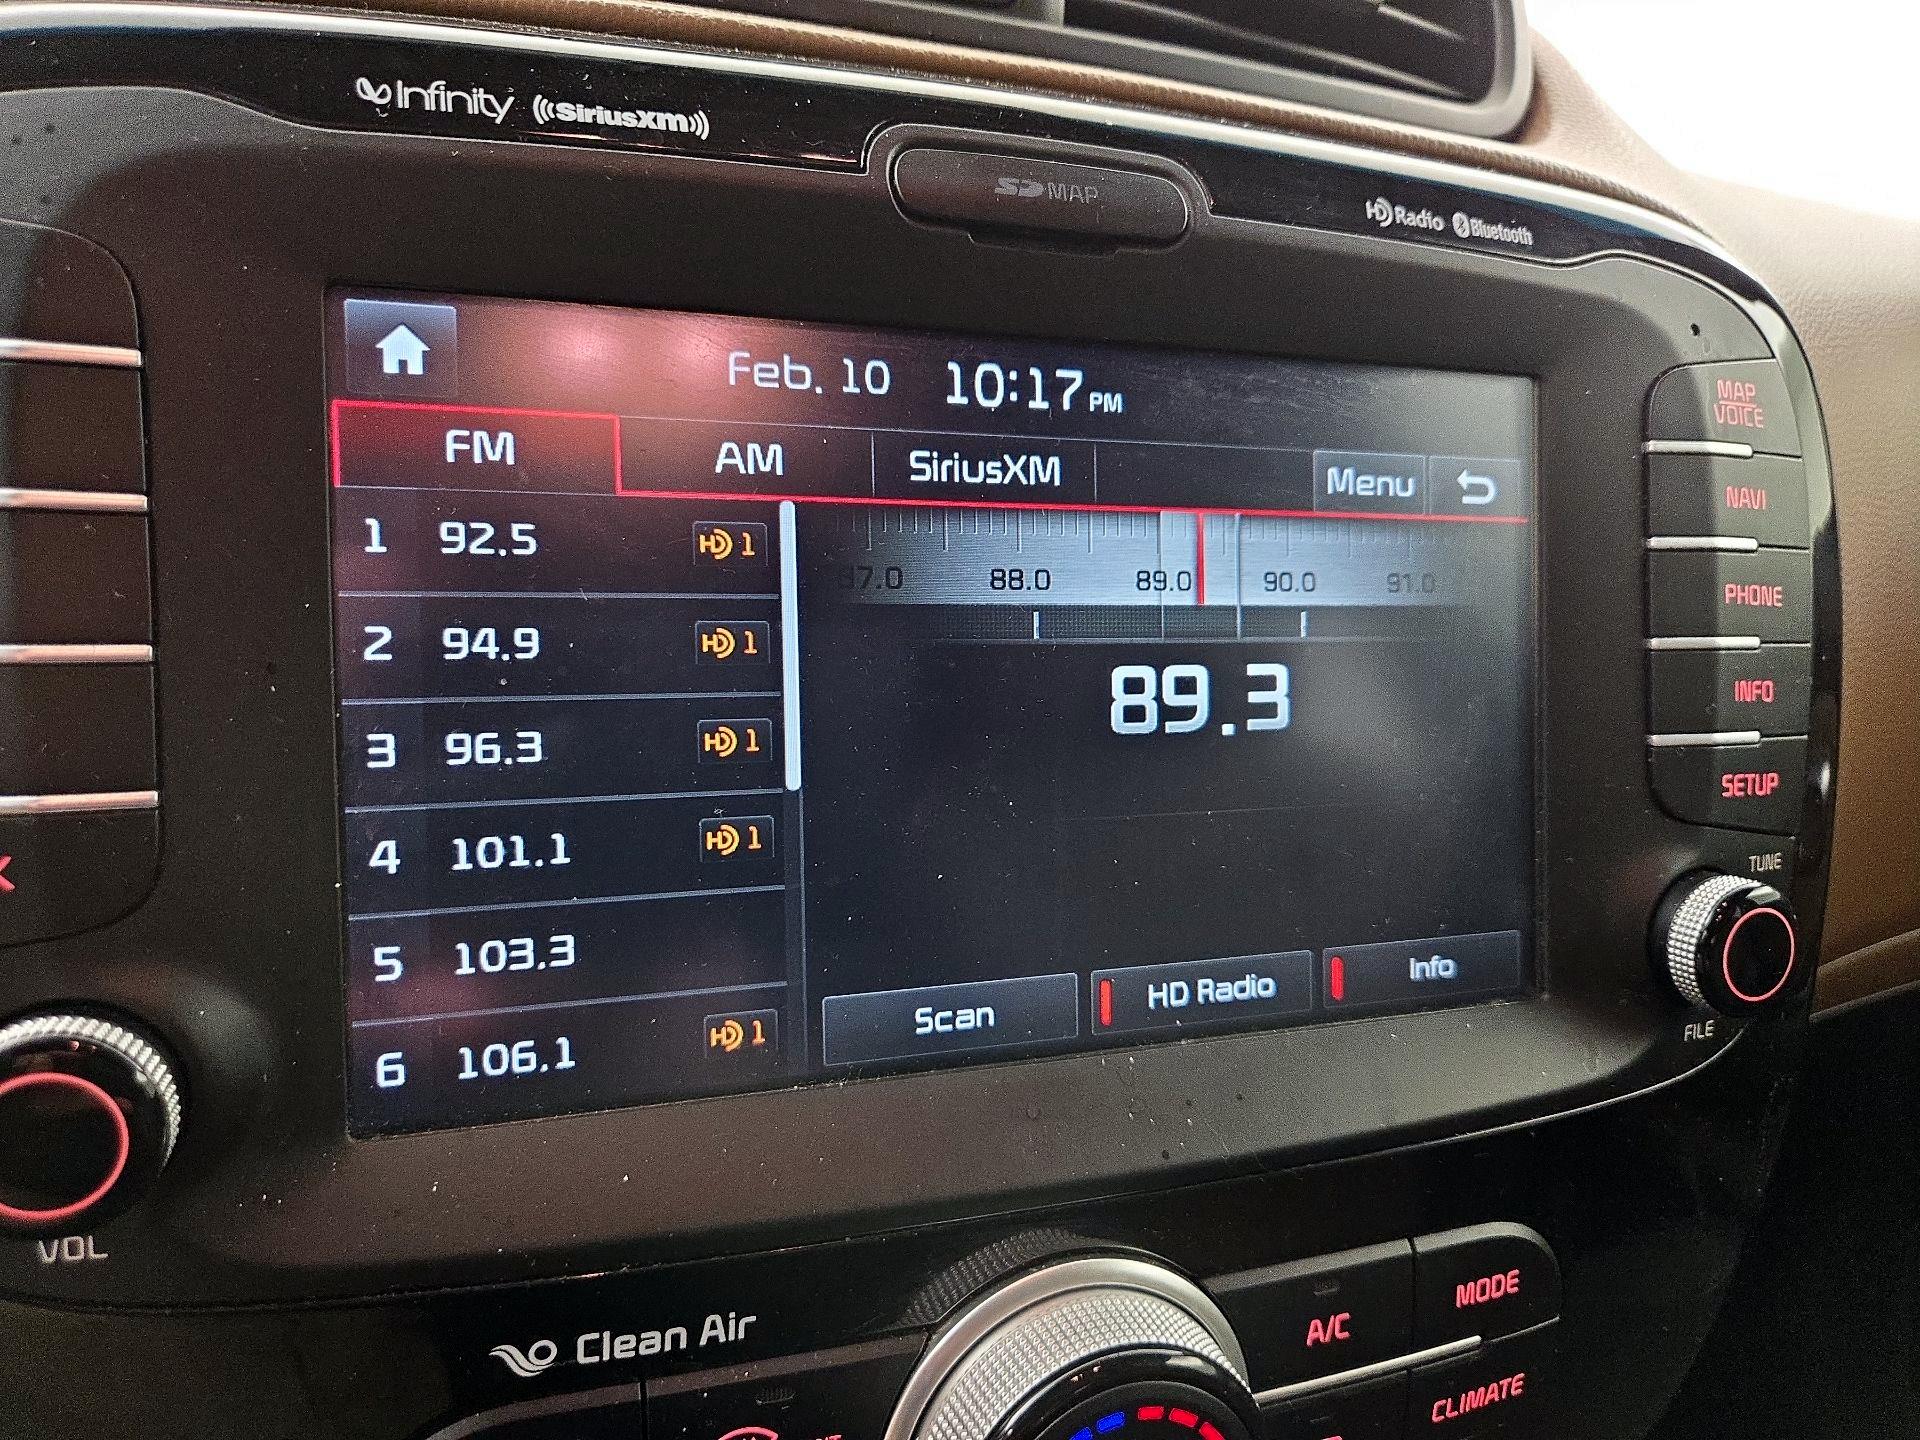 Infinity ((SiriusXM))
SD MAP
HD Radio Bluetooth
Feb. 10 10:17 PM
FM AM SiriusXM Menu
1 92.5 HD 1
2 94.9 HD 1
3 96.3 HD 1
4 101.1 HD 1
5 103.3
6 106.1 HD 1
87.0 88.0 89.0 90.0 91.0
89.3
Scan HD Radio Info
MAP
VOICE
NAVI
PHONE
INFO
SETUP
TUNE
FILE
VOL
Clean Air
A/C
MODE
CLIMATE